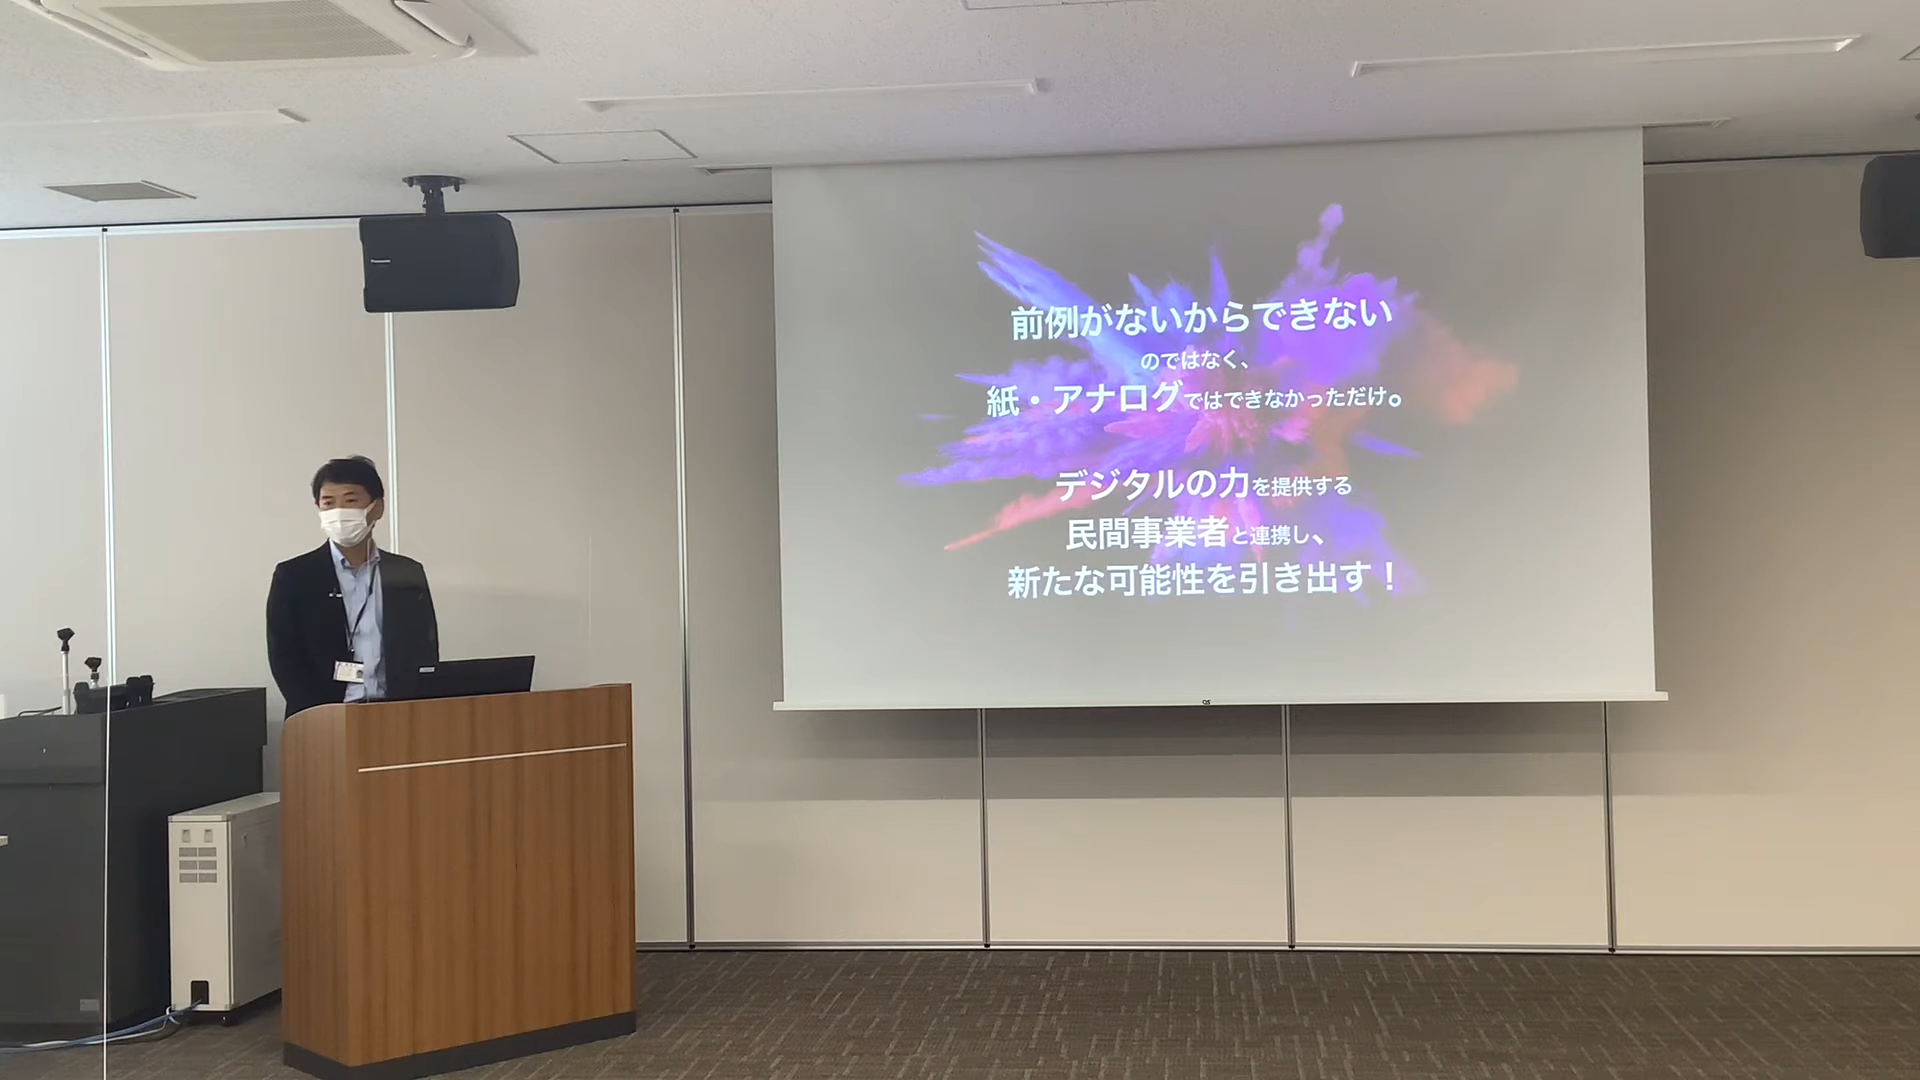 前例がないからできない
のではなく、
紙・アナログではできなかっただけ。
デジタルの力を提供する
民間事業者と連携し、
新たな可能性を引き出す！
Panasonic
OS